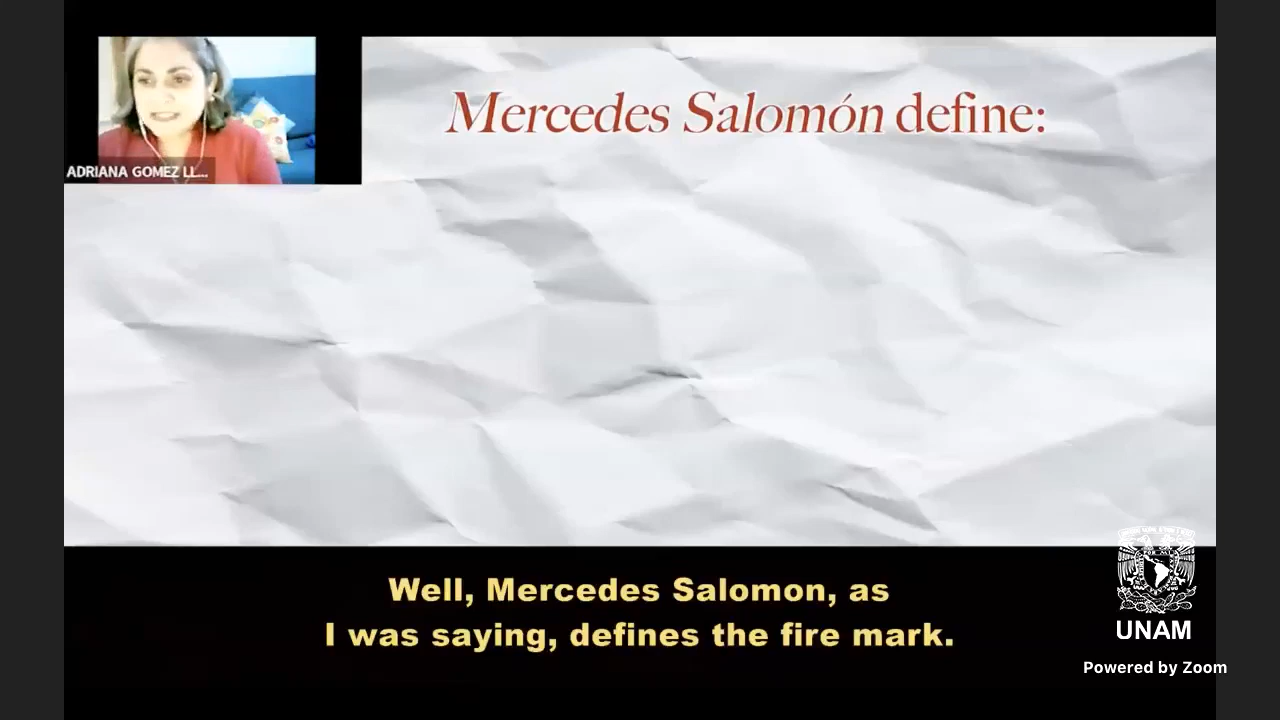 Mercedes Salomón define:
ADRIANA GOMEZ LL...
Well, Mercedes Salomon, as
I was saying, defines the fire mark.
UNAM
Powered by Zoom